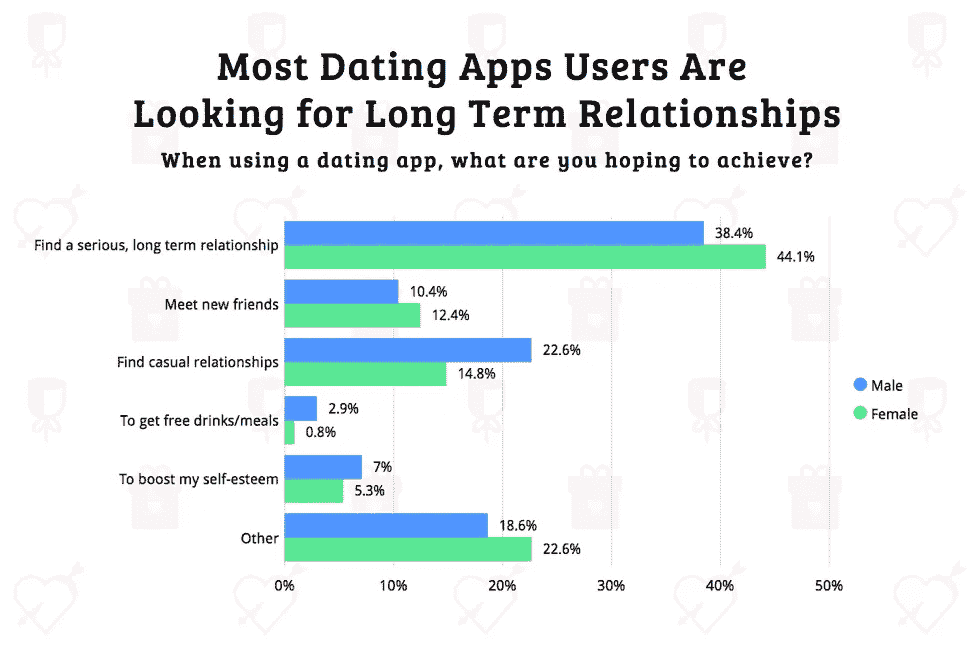 Most Dating Apps Users Are
Looking for Long Term Relationships
When using a dating app, what are you hoping to achieve?
Find a serious, long term relationship
38.4%
44.1%
Meet new friends
10.4%
12.4%
Find casual relationships
22.6%
14.8%
To get free drinks/meals
2.9%
0.8%
To boost my self-esteem
7%
5.3%
Other
18.6%
22.6%
0% 10% 20% 30% 40% 50%
Male
Female